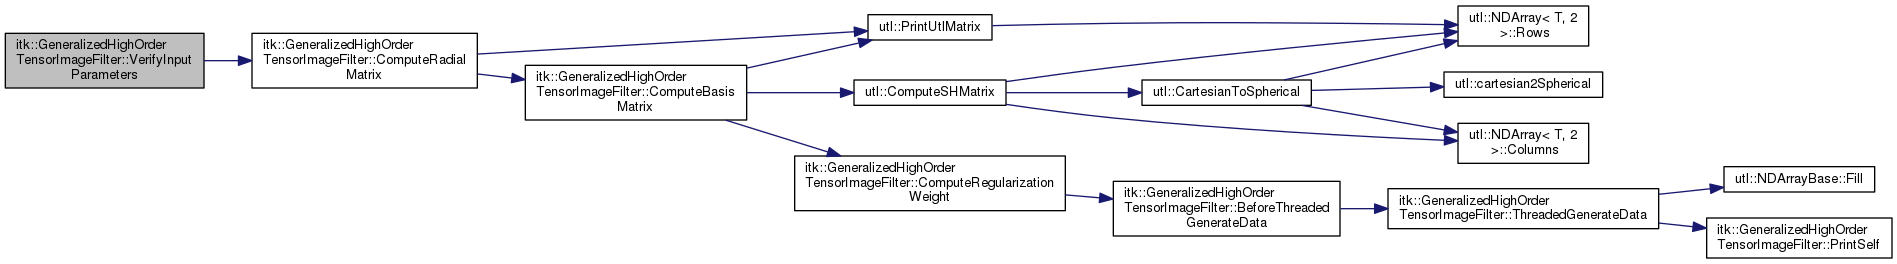 itk::GeneralizedHighOrder
TensorImageFilter::VerifyInput
Parameters
itk::GeneralizedHighOrder
TensorImageFilter::ComputeRadial
Matrix
utl::PrintUtlMatrix
itk::GeneralizedHighOrder
TensorImageFilter::ComputeBasis
Matrix
utl::ComputeSHMatrix
itk::GeneralizedHighOrder
TensorImageFilter::ComputeRegularization
Weight
utl::CartesianToSpherical
itk::GeneralizedHighOrder
TensorImageFilter::BeforeThreaded
GenerateData
utl::NDArray< T, 2
>::Rows
utl::cartesian2Spherical
utl::NDArray< T, 2
>::Columns
itk::GeneralizedHighOrder
TensorImageFilter::ThreadedGenerateData
utl::NDArrayBase::Fill
itk::GeneralizedHighOrder
TensorImageFilter::PrintSelf